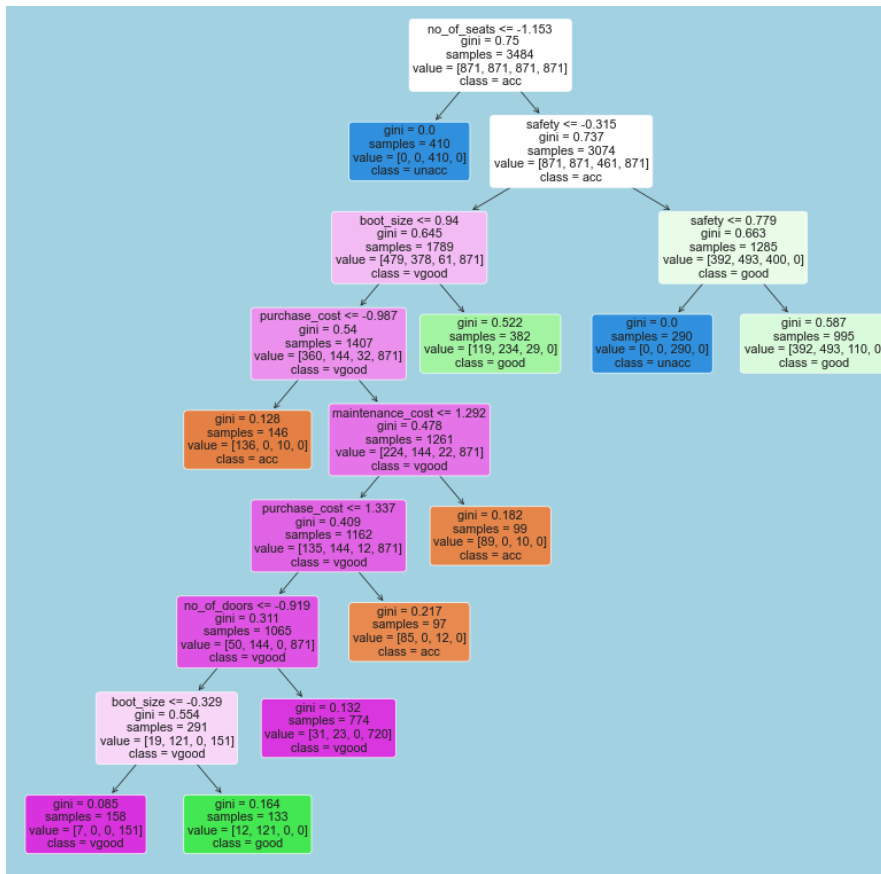 no_of_seats <= -1.153
gini = 0.75
samples = 3484
value = [871, 871, 871, 871]
class = acc
gini = 0.0
samples = 410
value = [0, 0, 410, 0]
class = unacc
safety <= -0.315
gini = 0.737
samples = 3074
value = [871, 871, 461, 871]
class = acc
boot_size <= 0.94
gini = 0.645
samples = 1789
value = [479, 378, 61, 871]
class = vgood
safety <= 0.779
gini = 0.663
samples = 1285
value = [392, 493, 400, 0]
class = good
purchase_cost <= -0.987
gini = 0.54
samples = 1407
value = [360, 144, 32, 871]
class = vgood
gini = 0.522
samples = 382
value = [119, 234, 29, 0]
class = good
gini = 0.0
samples = 290
value = [0, 0, 290, 0]
class = unacc
gini = 0.587
samples = 995
value = [392, 493, 110, 0
class = good
gini = 0.128
samples = 146
value = [136, 0, 10, 0]
class = acc
maintenance_cost <= 1.292
gini = 0.478
samples = 1261
value = [224, 144, 22, 871]
class = vgood
purchase_cost <= 1.337
gini = 0.409
samples = 1162
value = [135, 144, 12, 871]
class = vgood
gini = 0.182
samples = 99
value = [89, 0, 10, 0]
class = acc
no_of_doors <= -0.919
gini = 0.311
samples = 1065
value = [50, 144, 0, 871]
class = vgood
gini = 0.217
samples = 97
value = [85, 0, 12, 0]
class = acc
boot_size <= -0.329
gini = 0.554
samples = 291
value = [19, 121, 0, 151]
class = vgood
gini = 0.132
samples = 774
value = [31, 23, 0, 720]
class = vgood
gini = 0.085
samples = 158
value = [7, 0, 0, 151]
class = vgood
gini = 0.164
samples = 133
value = [12, 121, 0, 0]
class = good